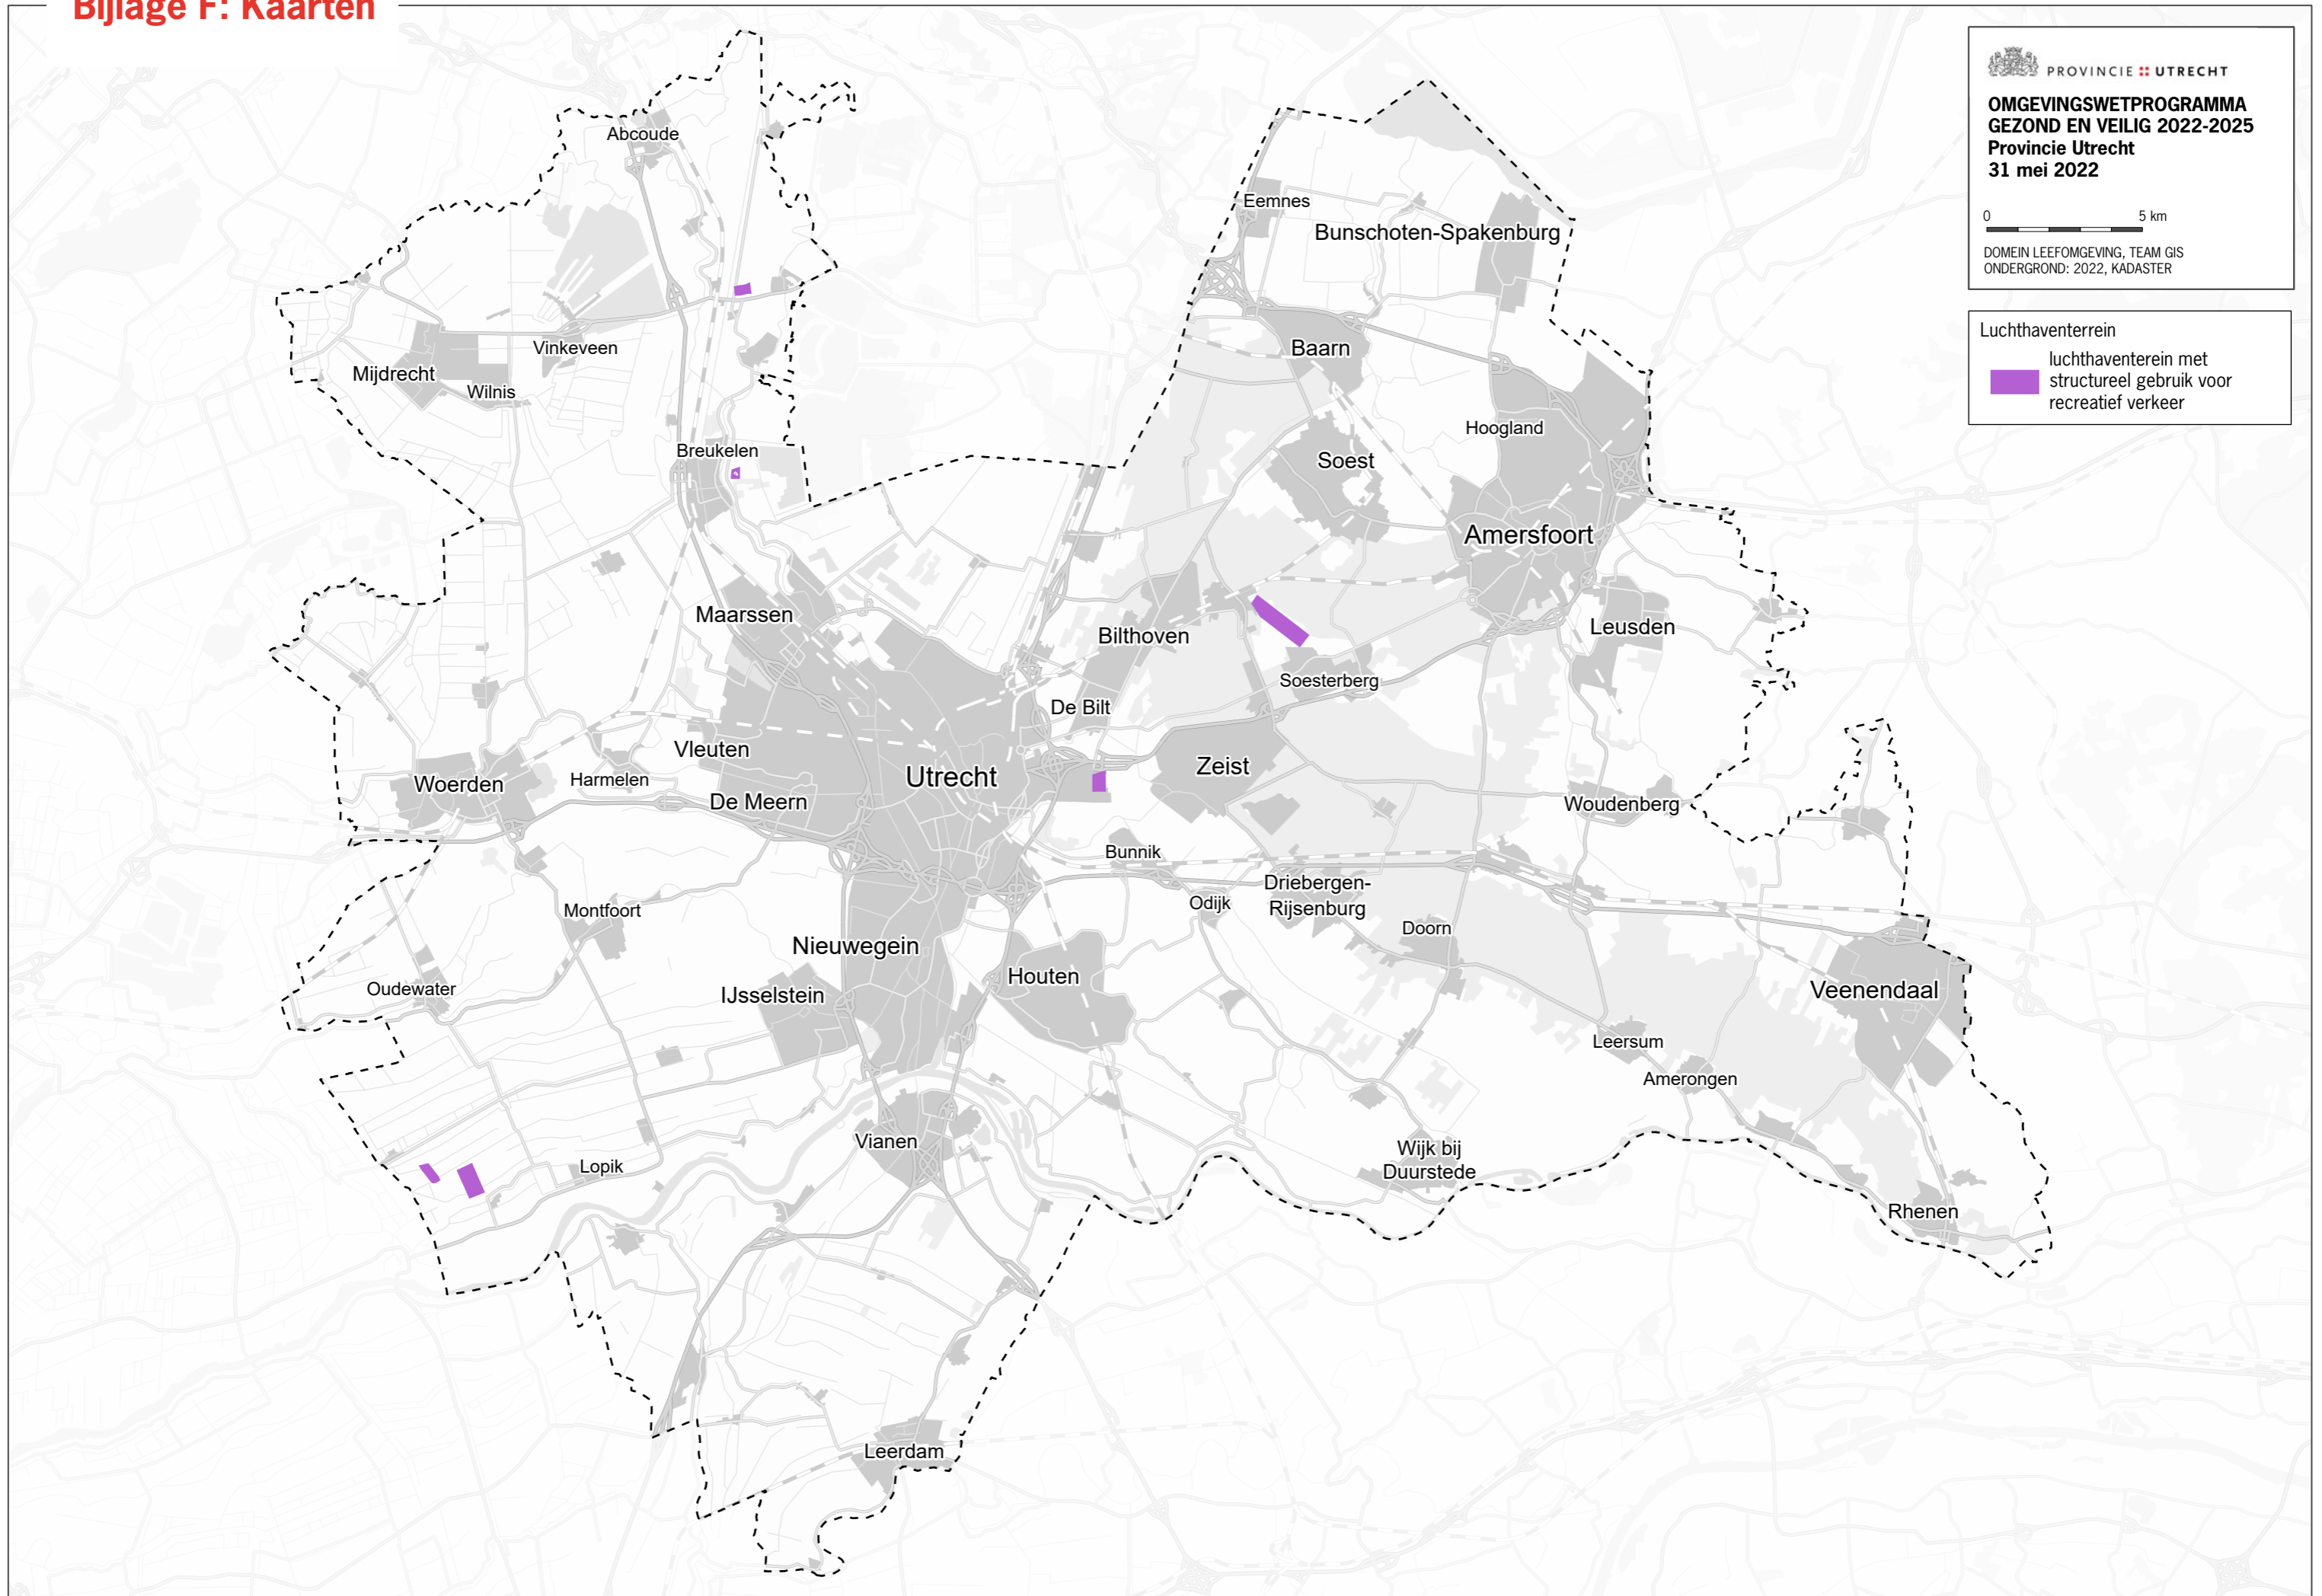 Bijlage F: Kaarten
PROVINCIE UTRECHT
OMGEVINGSWETPROGRAMMA
GEZOND EN VEILIG 2022-2025
Provincie Utrecht
31 mei 2022
0 5 km
DOMEIN LEEFOMGEVING, TEAM GIS
ONDERGROND: 2022, KADASTER
Luchthaventerrein
luchthaventerein met
structureel gebruik voor
recreatief verkeer
Abcoude
Eemnes
Bunschoten-Spakenburg
Vinkeveen
Baarn
Mijdrecht
Wilnis
Hoogland
Breukelen
Soest
Amersfoort
Maarssen
Leusden
Bilthoven
Soesterberg
De Bilt
Vleuten
Zeist
Utrecht
Harmelen
Woerden
De Meern
Woudenberg
Bunnik
Driebergen-
Rijsenburg
Odijk
Montfoort
Doorn
Nieuwegein
Houten
Oudewater
Veenendaal
IJsselstein
Leersum
Amerongen
Vianen
Wijk bij
Duurstede
Lopik
Rhenen
Leerdam